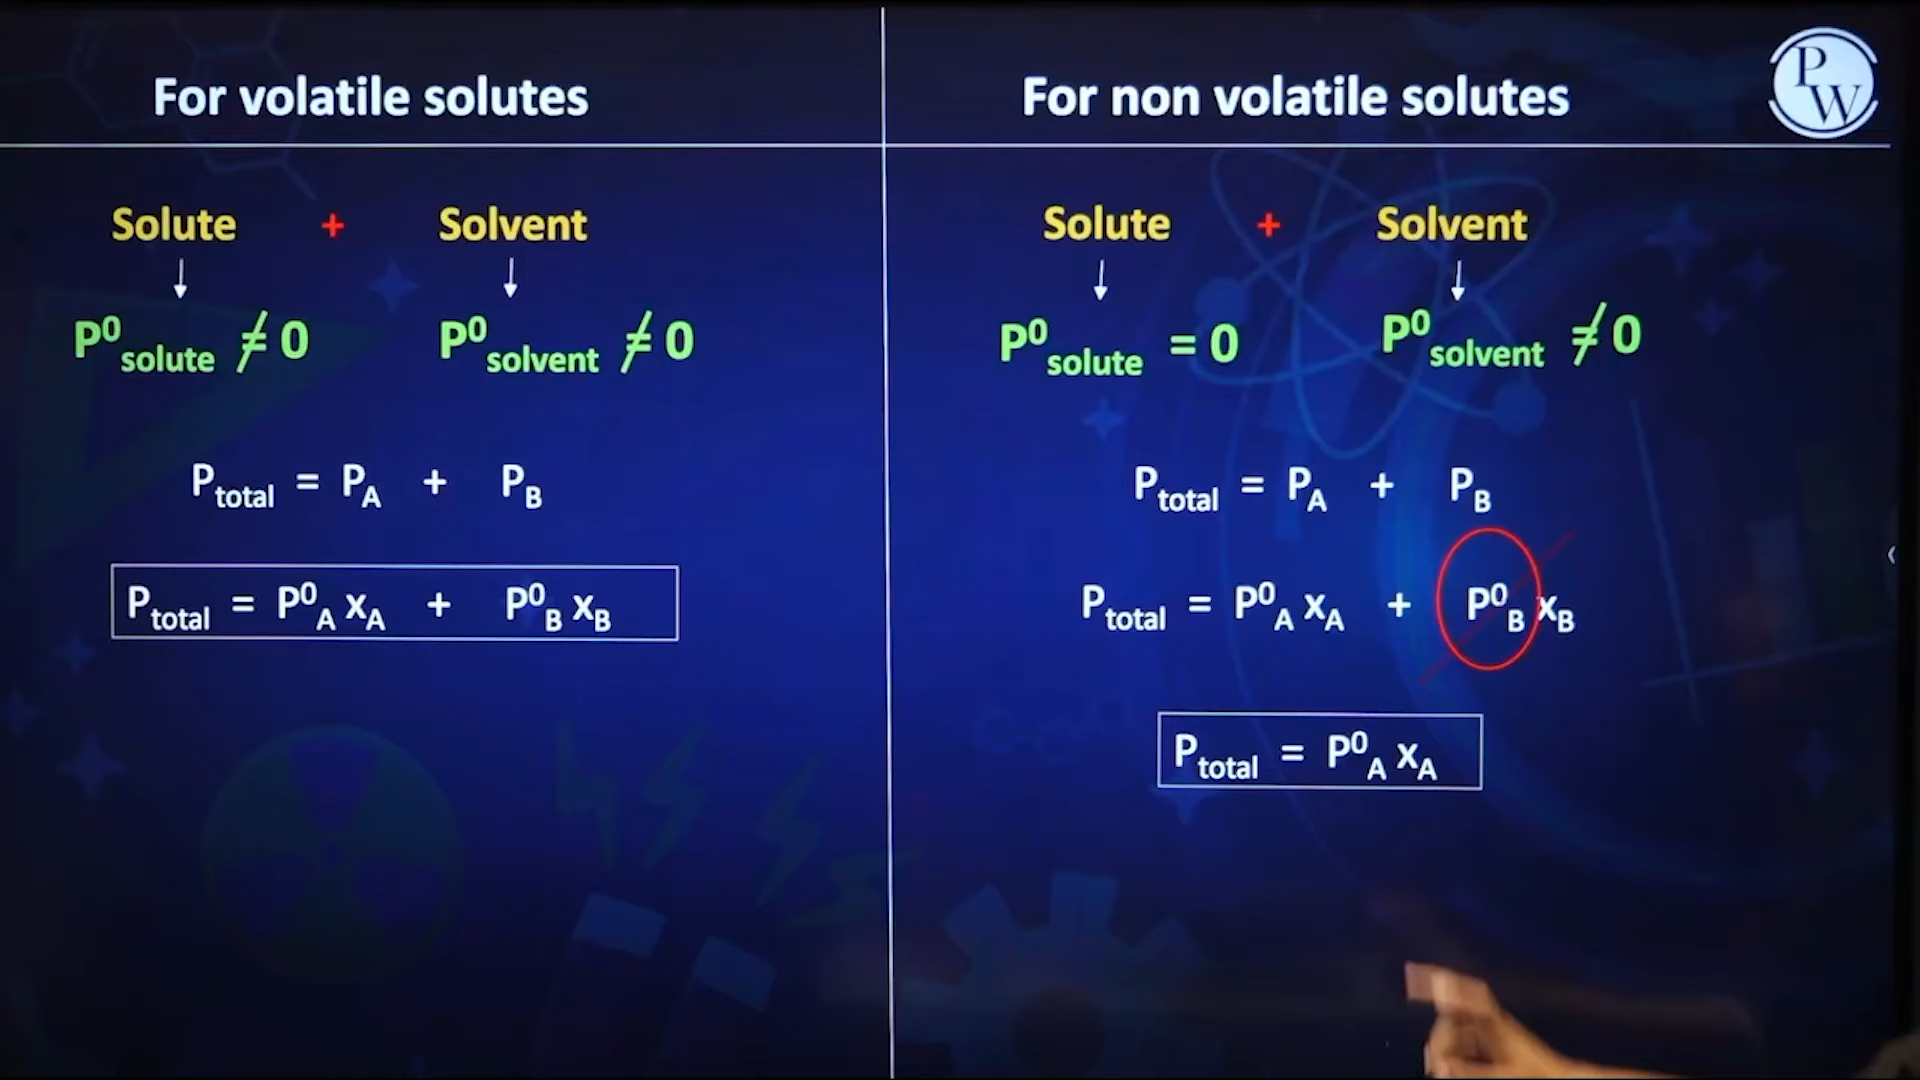 For volatile solutes
Solute + Solvent
P⁰solute ≠ 0 P⁰solvent ≠ 0
Ptotal = PA + PB
Ptotal = P⁰A xA + P⁰B xB
For non volatile solutes
PW
Solute + Solvent
P⁰solute = 0 P⁰solvent ≠ 0
Ptotal = PA + PB
Ptotal = P⁰A xA + P⁰B xB
Ptotal = P⁰A xA